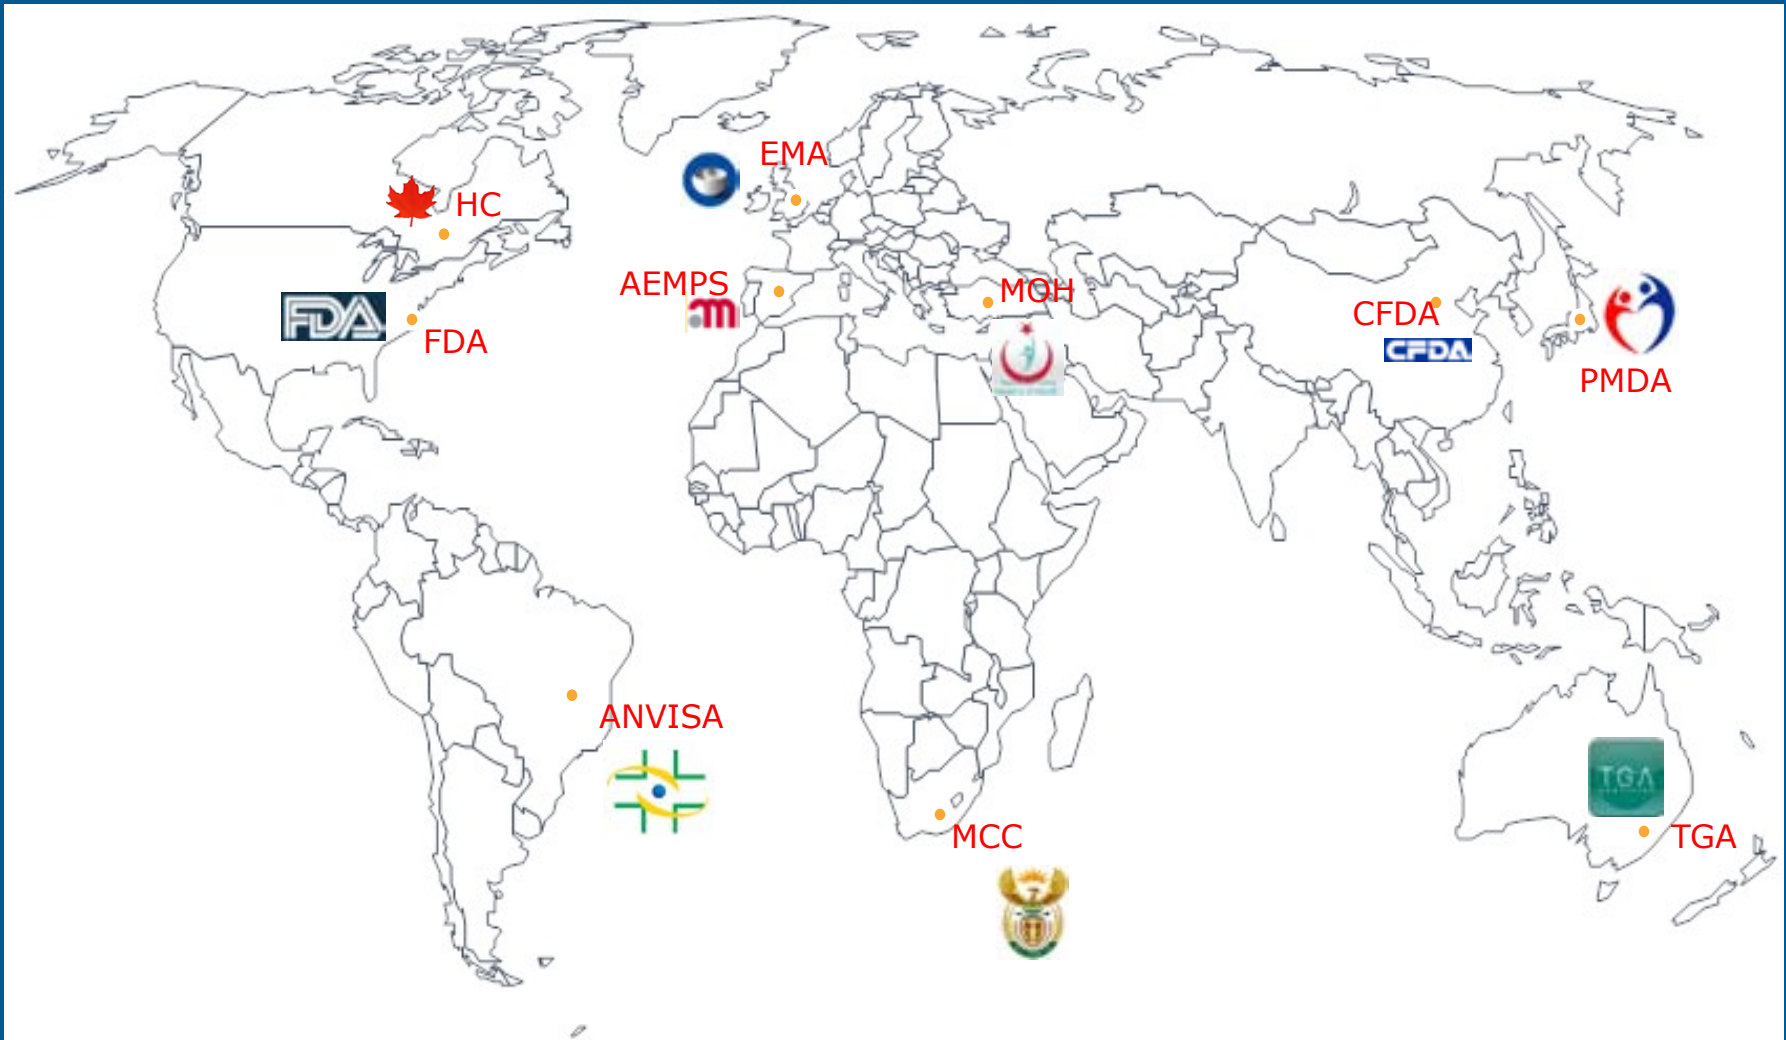 EMA
HC
AEMPS
MOH
FDA
FDA
CFDA
CFDA
PMDA
ANVISA
TGA
TGA
MCC